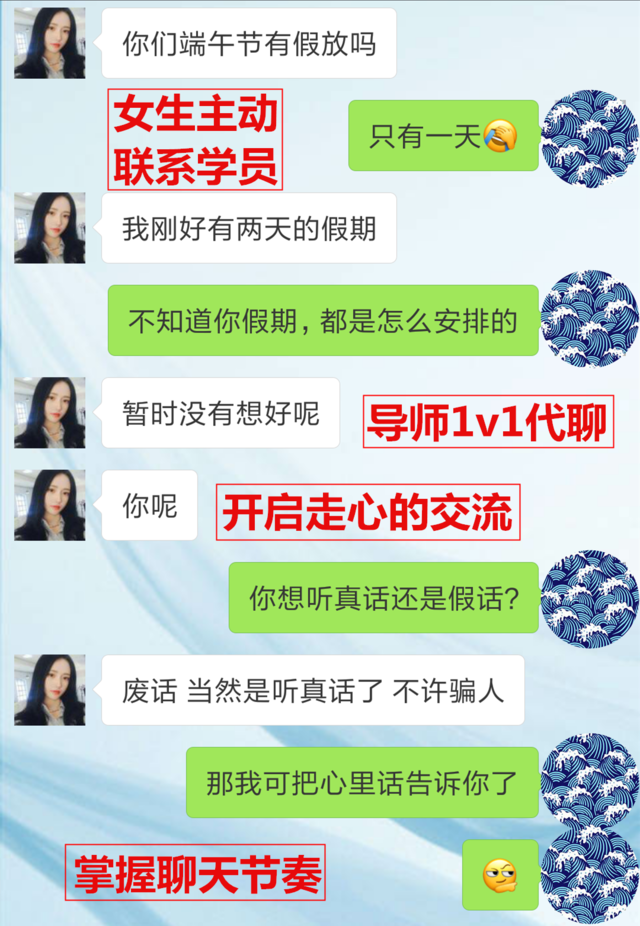 你们端午节有假放吗
女生主动
联系学员
只有一天😂
我刚好有两天的假期
不知道你假期，都是怎么安排的
暂时没有想好呢
导师1v1代聊
你呢
开启走心的交流
你想听真话还是假话?
废话 当然是听真话了 不许骗人
那我可把心里话告诉你了
掌握聊天节奏